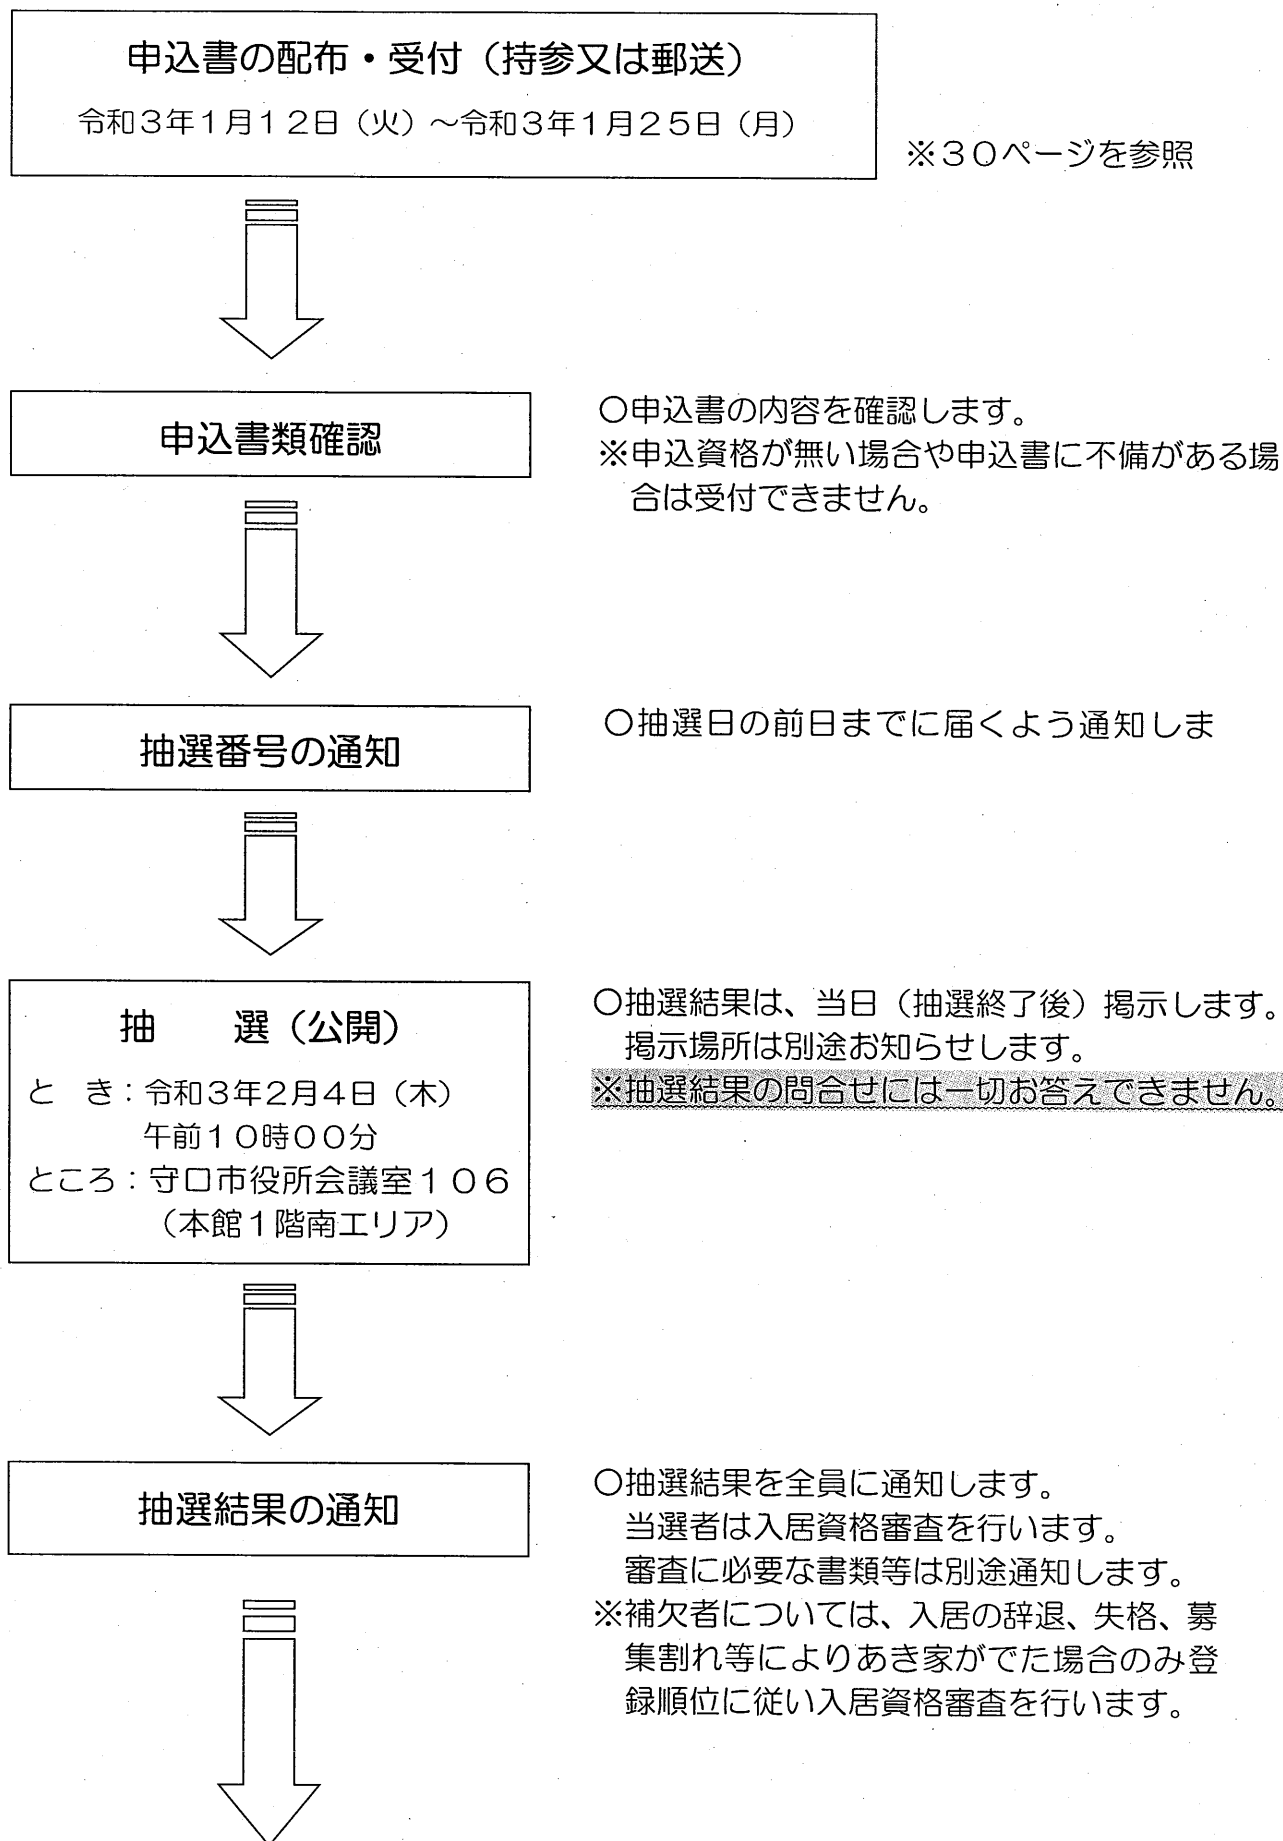 申込書の配布・受付（持参又は郵送）
令和３年１月１２日（火）～令和３年１月２５日（月）
※３０ページを参照
申込書類確認
○申込書の内容を確認します。
※申込資格が無い場合や申込書に不備がある場
合は受付できません。
抽選番号の通知
○抽選日の前日までに届くよう通知しま
抽　　選（公開）
と　き：令和３年２月４日（木）
午前１０時００分
ところ：守口市役所会議室１０６
（本館１階南エリア）
○抽選結果は、当日（抽選終了後）掲示します。
掲示場所は別途お知らせします。
※抽選結果の問合せには一切お答えできません。
抽選結果の通知
○抽選結果を全員に通知します。
当選者は入居資格審査を行います。
審査に必要な書類等は別途通知します。
※補欠者については、入居の辞退、失格、募
集割れ等によりあき家がでた場合のみ登
録順位に従い入居資格審査を行います。